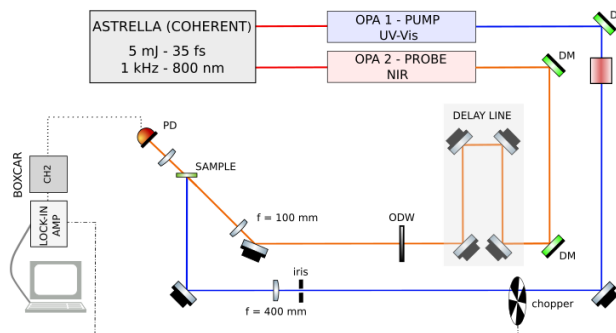 ASTRELLA (COHERENT)
5 mJ - 35 fs
1 kHz - 800 nm
OPA 1 - PUMP
UV-Vis
OPA 2 - PROBE
NIR
DM
D
DELAY LINE
PD
BOXCAR
CH2
LOCK-IN
AMP
SAMPLE
f = 100 mm
ODW
DM
iris
f = 400 mm
chopper